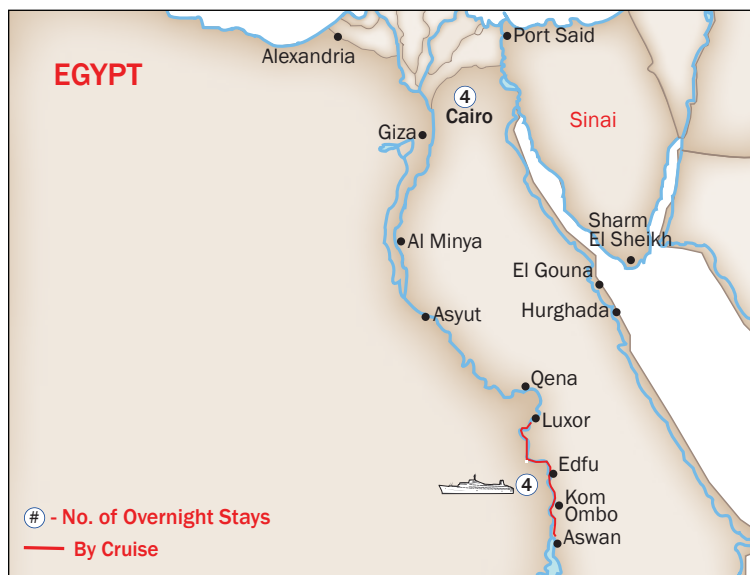 Port Said
Alexandria
EGYPT
4
Cairo
Sinai
Giza
Sharm
El Sheikh
Al Minya
El Gouna
Hurghada
Asyut
Qena
Luxor
Edfu
4
Kom
Ombo
# - No. of Overnight Stays
Aswan
By Cruise